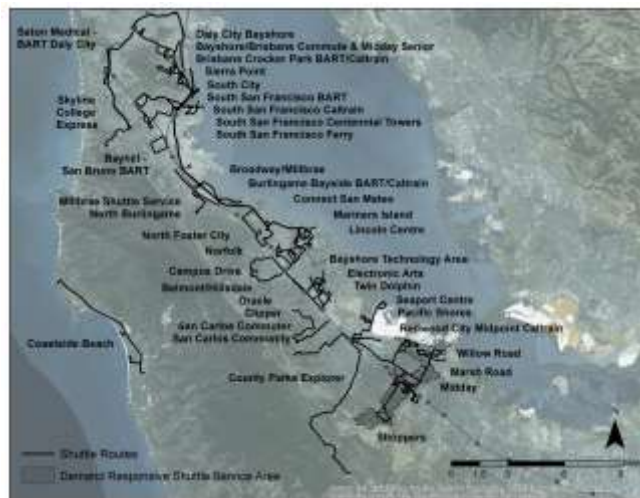 Seton Medical -
BART Daly City
Daly City Bayshore
Bayshore/Brisbane Commute & Midday Senior
Brisbane Crocker Park BART/Caltrain
Sierra Point
South City
South San Francisco BART
South San Francisco Caltrain
South San Francisco Centennial Towers
South San Francisco Ferry
Skyline
College
Express
Bayhill -
San Bruno BART
Broadway/Millbrae
Burlingame-Bayside BART/Caltrain
Connect San Mateo
Mariners Island
Lincoln Centre
Millbrae Shuttle Service
North Burlingame
North Foster City
Norfolk
Campus Drive
Belmont/Hillsdale
Bayshore Technology Area
Electronic Arts
Twin Dolphin
Oracle
Clipper
San Carlos Commuter
San Carlos Community
Seaport Centre
Pacific Shores
Redwood City Midpoint Caltrain
Coastside Beach
Willow Road
Marsh Road
Midday
County Parks Explorer
Shoppers
Shuttle Routes
Demand Responsive Shuttle Service Area